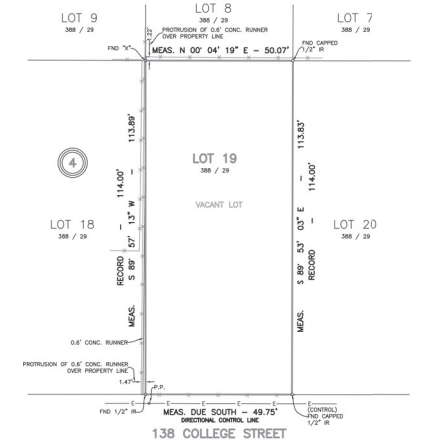 LOT 8
388 / 29
LOT 9
388 / 29
LOT 7
388 / 29
PROTRUSION OF 0.6' CONC. RUNNER
OVER PROPERTY LINE
1.22'
FND "X"
MEAS. N 00° 04' 19" E - 50.07'
FND CAPPED
1/2" IR
113.89'
114.00'
MEAS. S 89° 57' 13" W -
RECORD -
113.83'
114.00'
MEAS. S 89° 53' 03" E -
RECORD -
4
LOT 19
388 / 29
VACANT LOT
LOT 18
388 / 29
LOT 20
388 / 29
0.6' CONC. RUNNER
PROTRUSION OF 0.6' CONC. RUNNER
OVER PROPERTY LINE
1.47'
P.P.
E E E E E E
FND 1/2" IR
MEAS. DUE SOUTH - 49.75'
DIRECTIONAL CONTROL LINE
(CONTROL)
FND CAPPED
1/2" IR
138 COLLEGE STREET